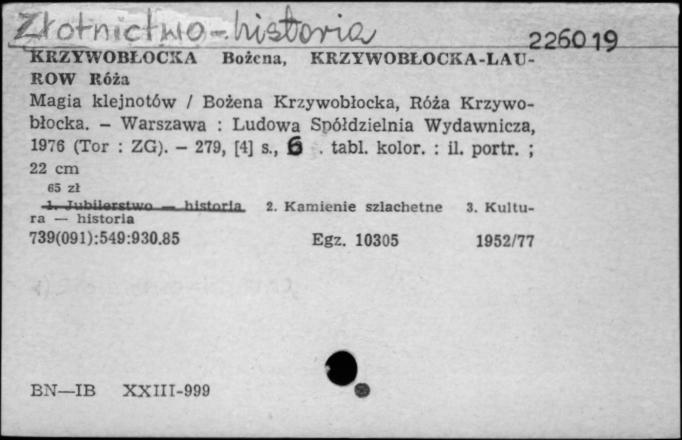 Złotnictwo - historia
2260 19
KRZYWOBŁOCKA Bożena, KRZYWOBŁOCKA-LAU-
ROW Róża
Magia klejnotów / Bożena Krzywobłocka, Róża Krzywo-
błocka. – Warszawa : Ludowa Spółdzielnia Wydawnicza,
1976 (Tor : ZG). – 279, [4] s., 6 . tabl. kolor. : il. portr. ;
22 cm
65 zł
1. Jubilerstwo — historia 2. Kamienie szlachetne 3. Kultu-
ra — historia
739(091):549:930.85 Egz. 10305 1952/77
BN—IB XXIII-999